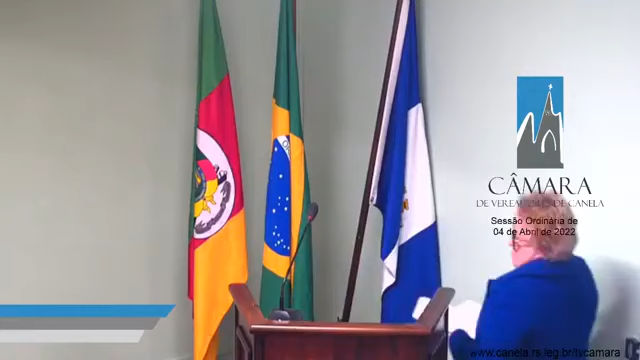 CÂMARA
DE VEREADORES DE CANELA
Sessão Ordinária de
04 de Abril de 2022
www.canela.rs.leg.br/tvcamara